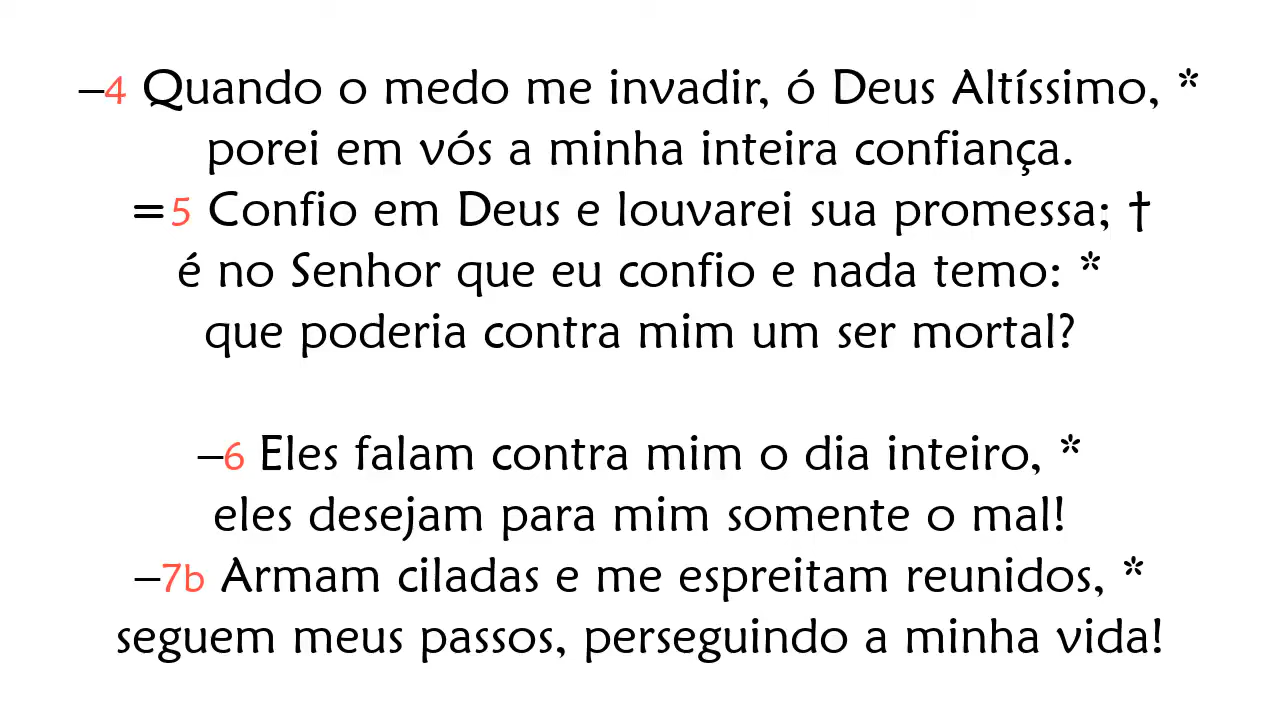 –4 Quando o medo me invadir, ó Deus Altíssimo, *
porei em vós a minha inteira confiança.
=5 Confio em Deus e louvarei sua promessa; †
é no Senhor que eu confio e nada temo: *
que poderia contra mim um ser mortal?
–6 Eles falam contra mim o dia inteiro, *
eles desejam para mim somente o mal!
–7b Armam ciladas e me espreitam reunidos, *
seguem meus passos, perseguindo a minha vida!